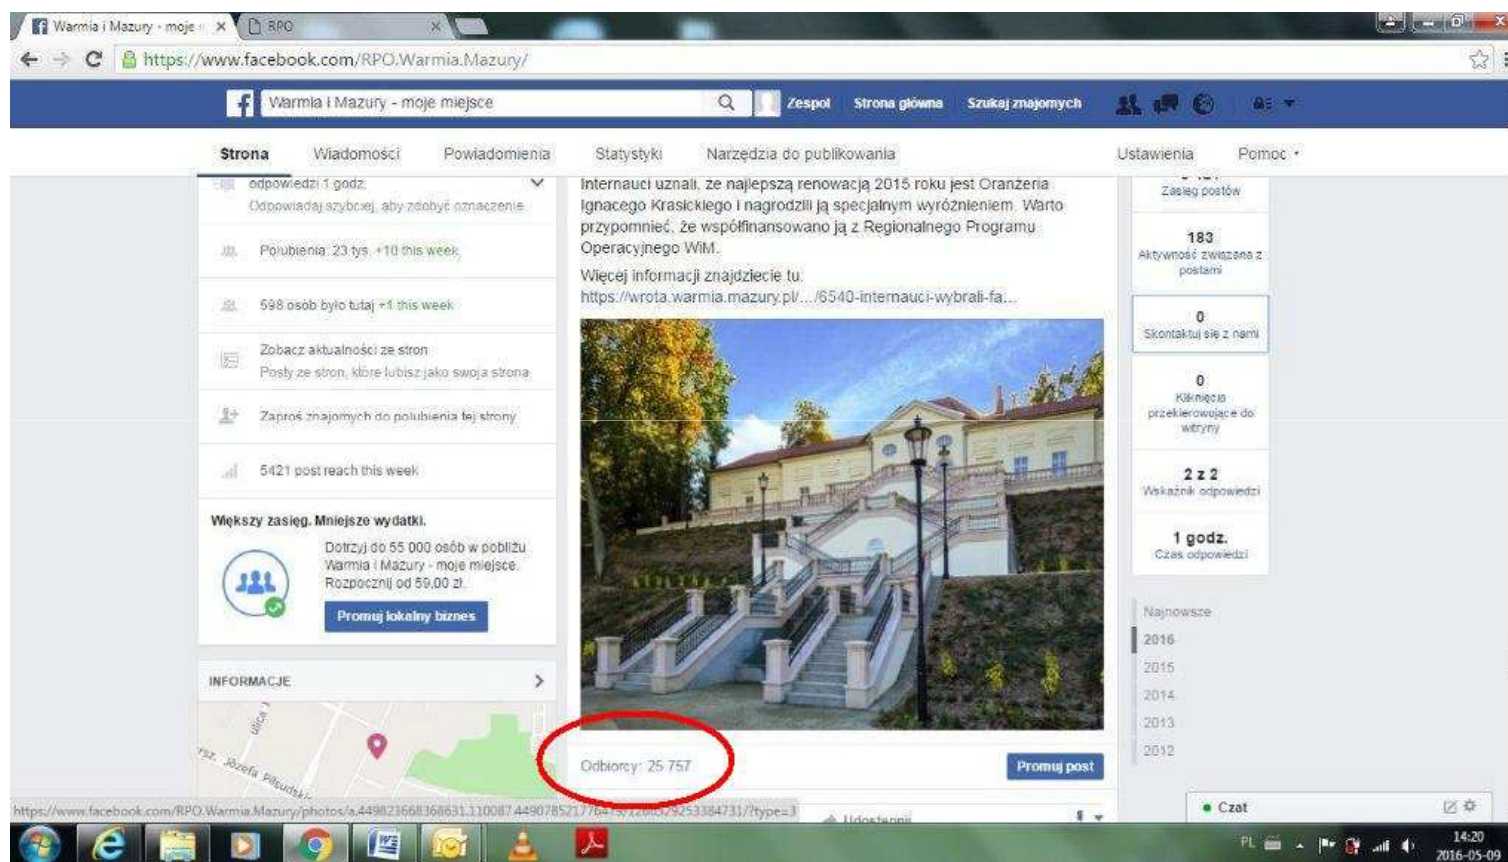 Warmia i Mazury - moje
RPO
https://www.facebook.com/RPO.Warmia.Mazury/
Warmia i Mazury - moje miejsce
Zespol Strona główna Szukaj znajomych
Strona Wiadomości Powiadomienia Statystyki Narzędzia do publikowania Ustawienia Pomoc
odpowiedzi 1 godz.
Odpowiadaj szybciej, aby zdobyć oznaczenie.
Polubienia: 23 tys. +10 this week
598 osób było tutaj +1 this week
Zobacz aktualności ze stron
Posty ze stron, które lubisz jako swoja strona
Zaproś znajomych do polubienia tej strony
5421 post reach this week
Większy zasięg. Mniejsze wydatki.
Dotrzyj do 55 000 osób w pobliżu
Warmia i Mazury - moje miejsce.
Rozpocznij od 59,00 zł.
Promuj lokalny biznes
INFORMACJE
ulica
rsz. Józefa Piłsudsk
Internauci uznali, że najlepszą renowacją 2015 roku jest Oranżeria
Ignacego Krasickiego i nagrodzili ją specjalnym wyróżnieniem. Warto
przypomnieć, że współfinansowano ją z Regionalnego Programu
Operacyjnego WiM.
Więcej informacji znajdziecie tu:
https://wrota.warmia.mazury.pl/.../6540-internauci-wybrali-fa...
Odbiorcy: 25 757
Promuj post
Udostępnij
Zasięg postów
183
Aktywność związana z
postami
0
Skontaktuj się z nami
0
Kliknięcia
przekierowujące do
witryny
2 z 2
Wskaźnik odpowiedzi
1 godz.
Czas odpowiedzi
Najnowsze
2016
2015
2014
2013
2012
Czat
PL
14:20
2016-05-09